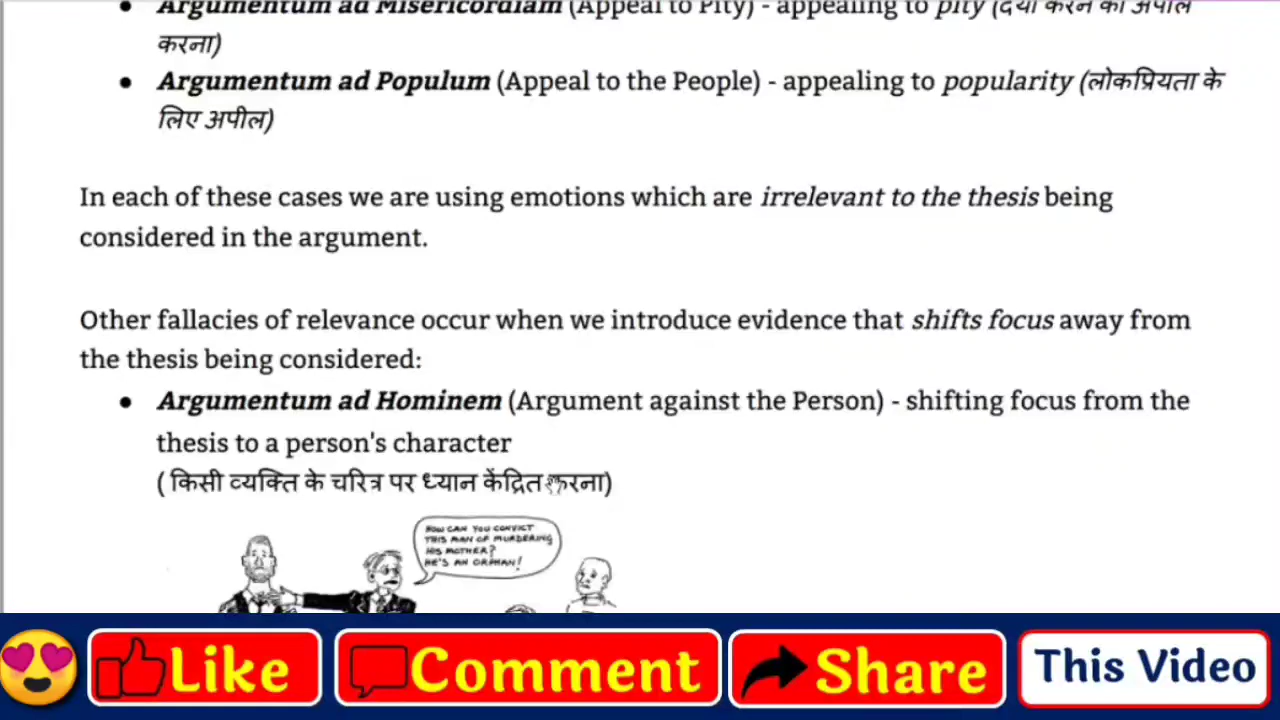 Argumentum ad Misericordiam (Appeal to Pity) - appealing to pity (दया करने की अपील
करना)
● Argumentum ad Populum (Appeal to the People) - appealing to popularity (लोकप्रियता के
लिए अपील)
In each of these cases we are using emotions which are irrelevant to the thesis being
considered in the argument.
Other fallacies of relevance occur when we introduce evidence that shifts focus away from
the thesis being considered:
● Argumentum ad Hominem (Argument against the Person) - shifting focus from the
thesis to a person's character
( किसी व्यक्ति के चरित्र पर ध्यान केंद्रित करना)
HOW CAN YOU CONVICT
THIS MAN OF MURDERING
HIS MOTHER?
HE'S AN ORPHAN!
Like Comment Share This Video